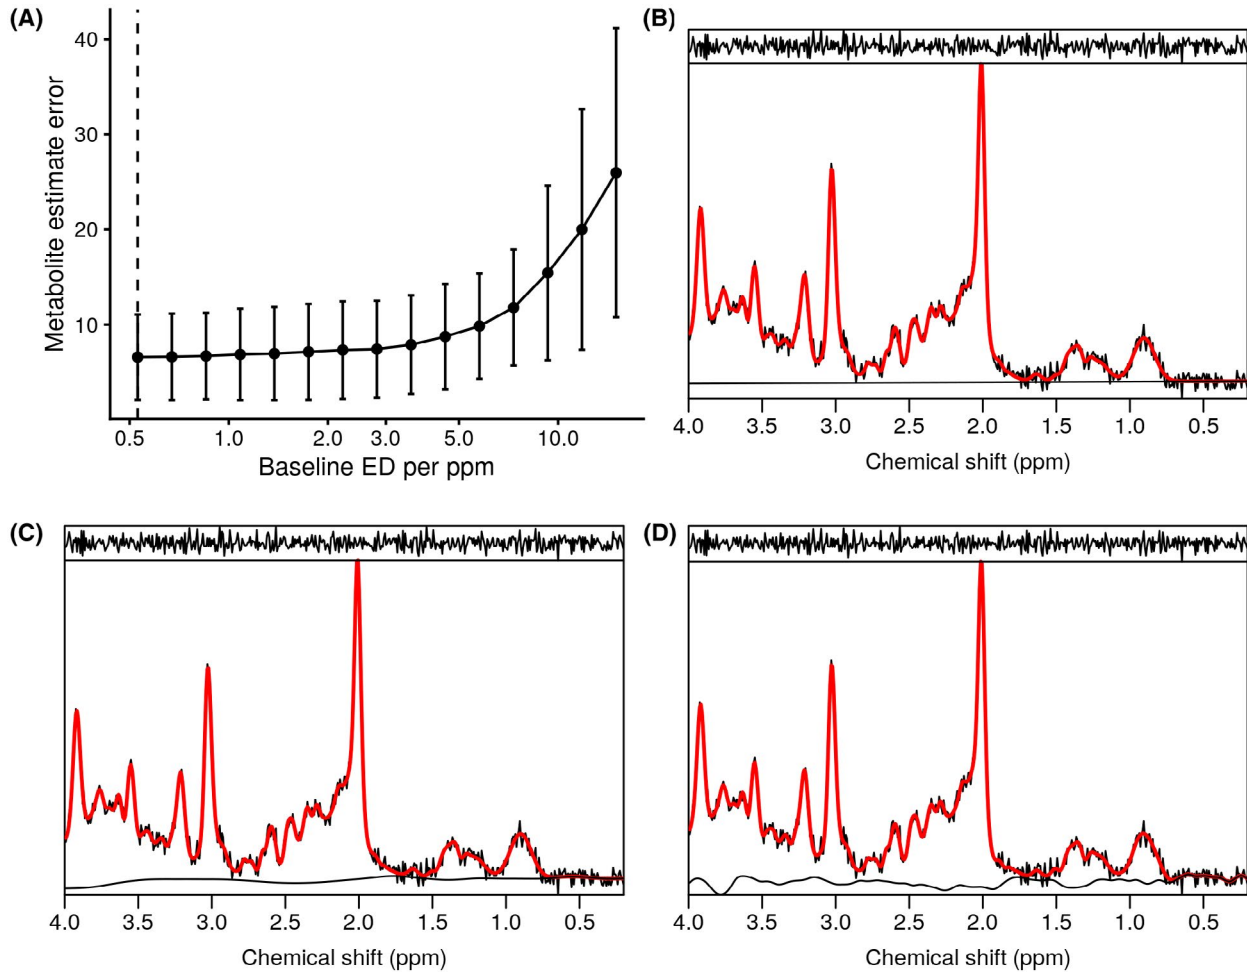 (A)
40
30
20
10
Metabolite estimate error
0.5 1.0 2.0 3.0 5.0 10.0
Baseline ED per ppm
(B)
4.0 3.5 3.0 2.5 2.0 1.5 1.0 0.5
Chemical shift (ppm)
(C)
4.0 3.5 3.0 2.5 2.0 1.5 1.0 0.5
Chemical shift (ppm)
(D)
4.0 3.5 3.0 2.5 2.0 1.5 1.0 0.5
Chemical shift (ppm)